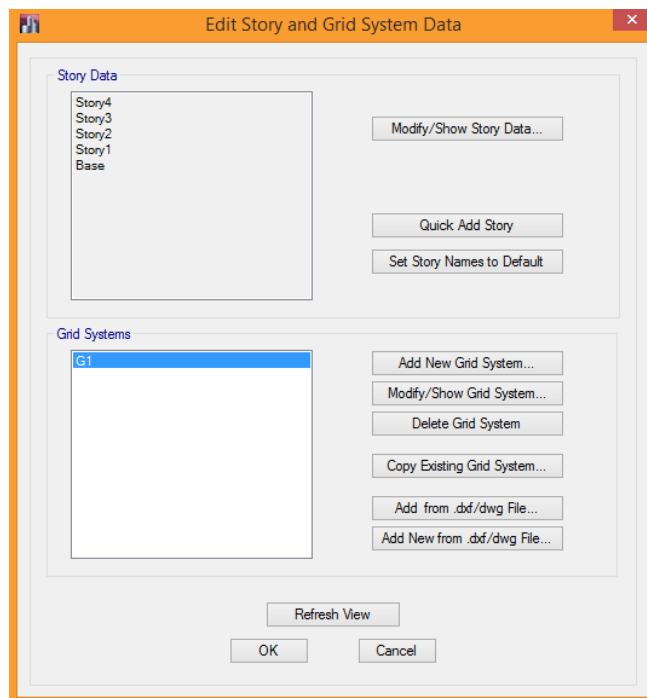 Edit Story and Grid System Data
Story Data
Story4
Story3
Story2
Story1
Base
Modify/Show Story Data...
Quick Add Story
Set Story Names to Default
Grid Systems
G1
Add New Grid System...
Modify/Show Grid System...
Delete Grid System
Copy Existing Grid System...
Add from .dxf/dwg File...
Add New from .dxf/dwg File...
Refresh View
OK
Cancel